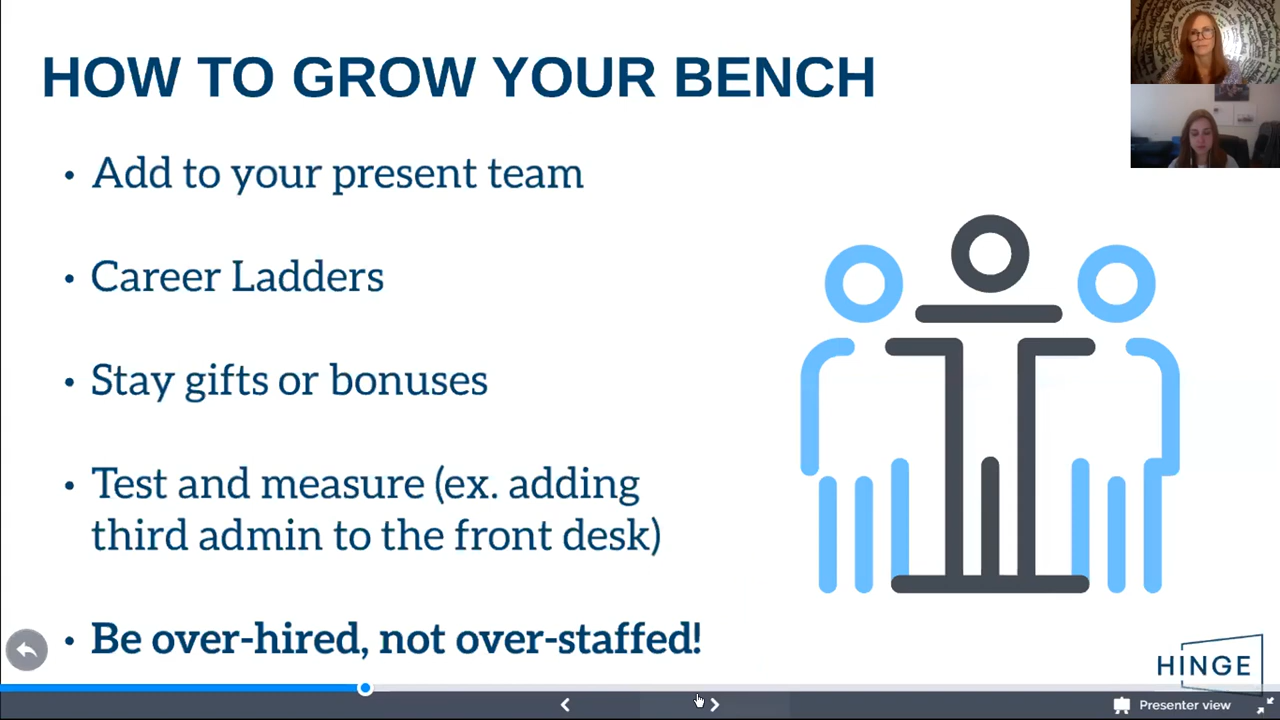 HOW TO GROW YOUR BENCH
• Add to your present team
• Career Ladders
• Stay gifts or bonuses
• Test and measure (ex. adding
third admin to the front desk)
• Be over-hired, not over-staffed!
HINGE
Presenter view